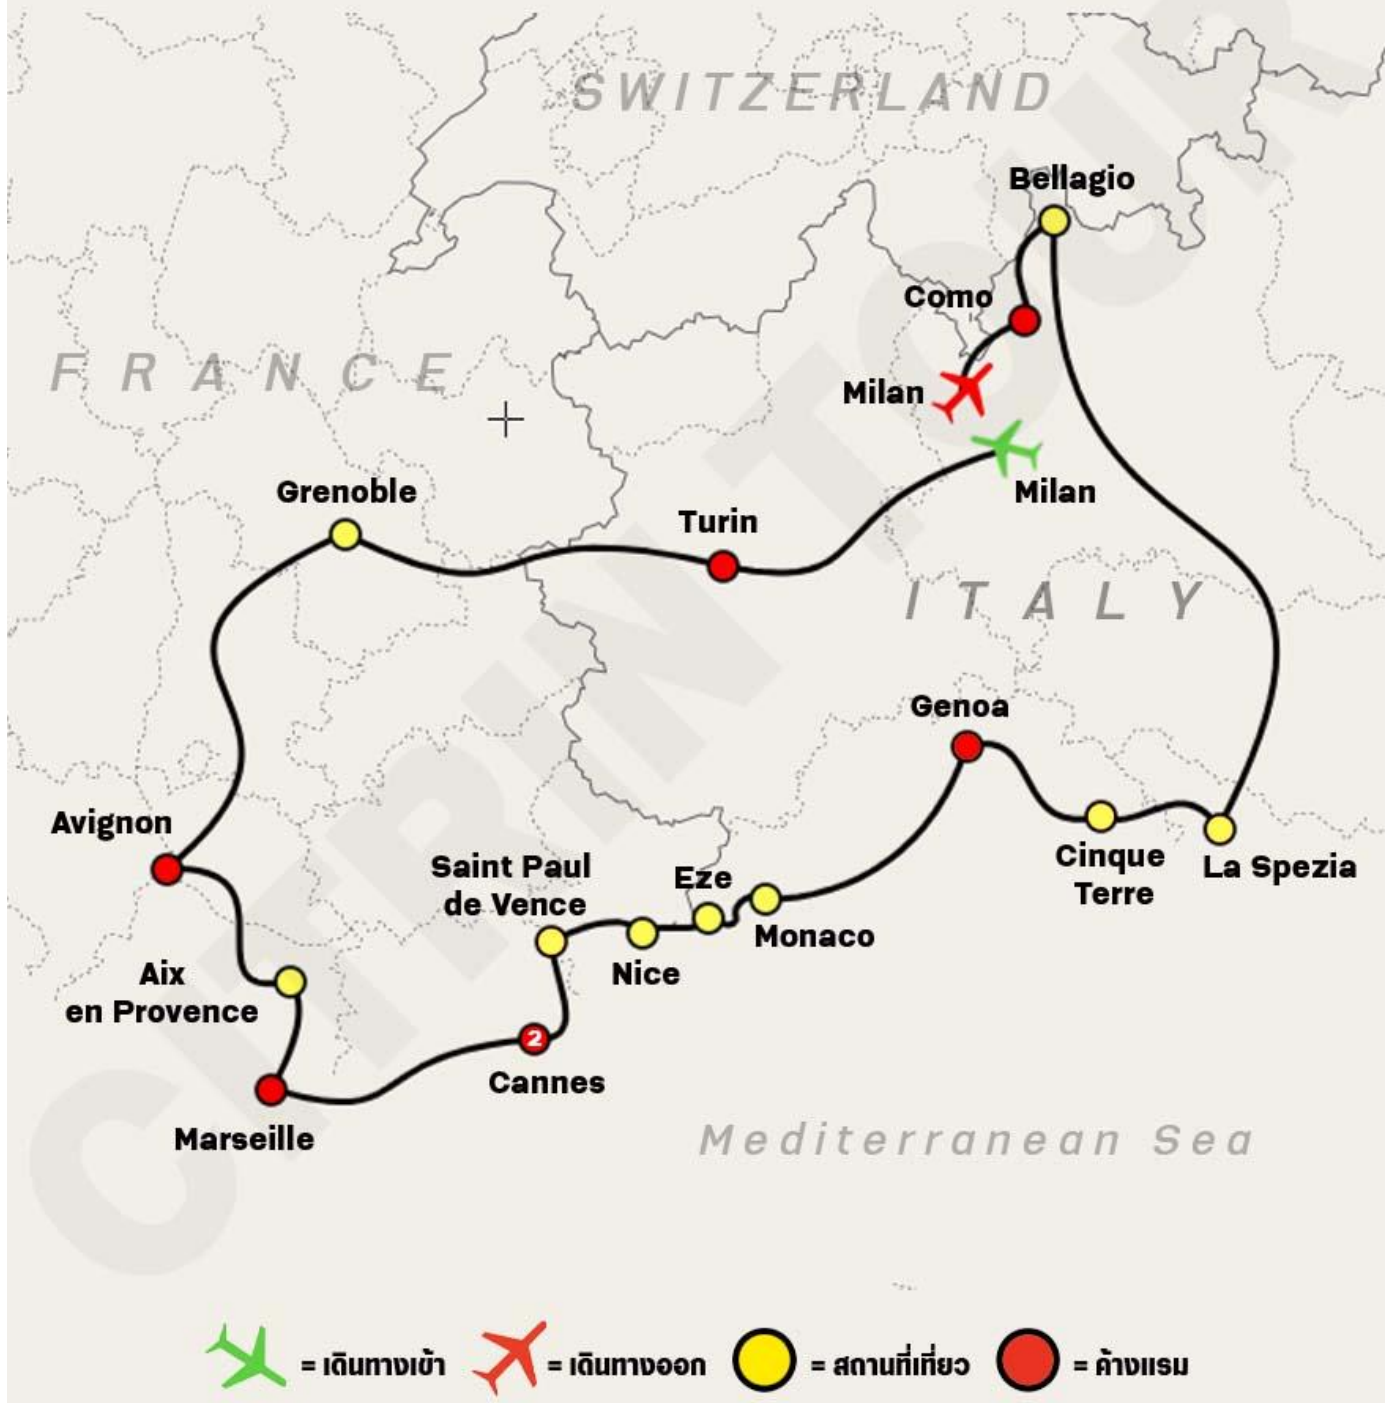 SWITZERLAND
Bellagio
Como
FRANCE
Milan
Grenoble
Milan
Turin
ITALY
Genoa
Avignon
Saint Paul
de Vence
Eze
Cinque
Terre
La Spezia
Monaco
Aix
en Provence
Nice
2
Cannes
Marseille
Mediterranean Sea
CITRIN TOUR
= เดินทางเข้า
= เดินทางออก
= สถานที่เที่ยว
= ค้างแรม